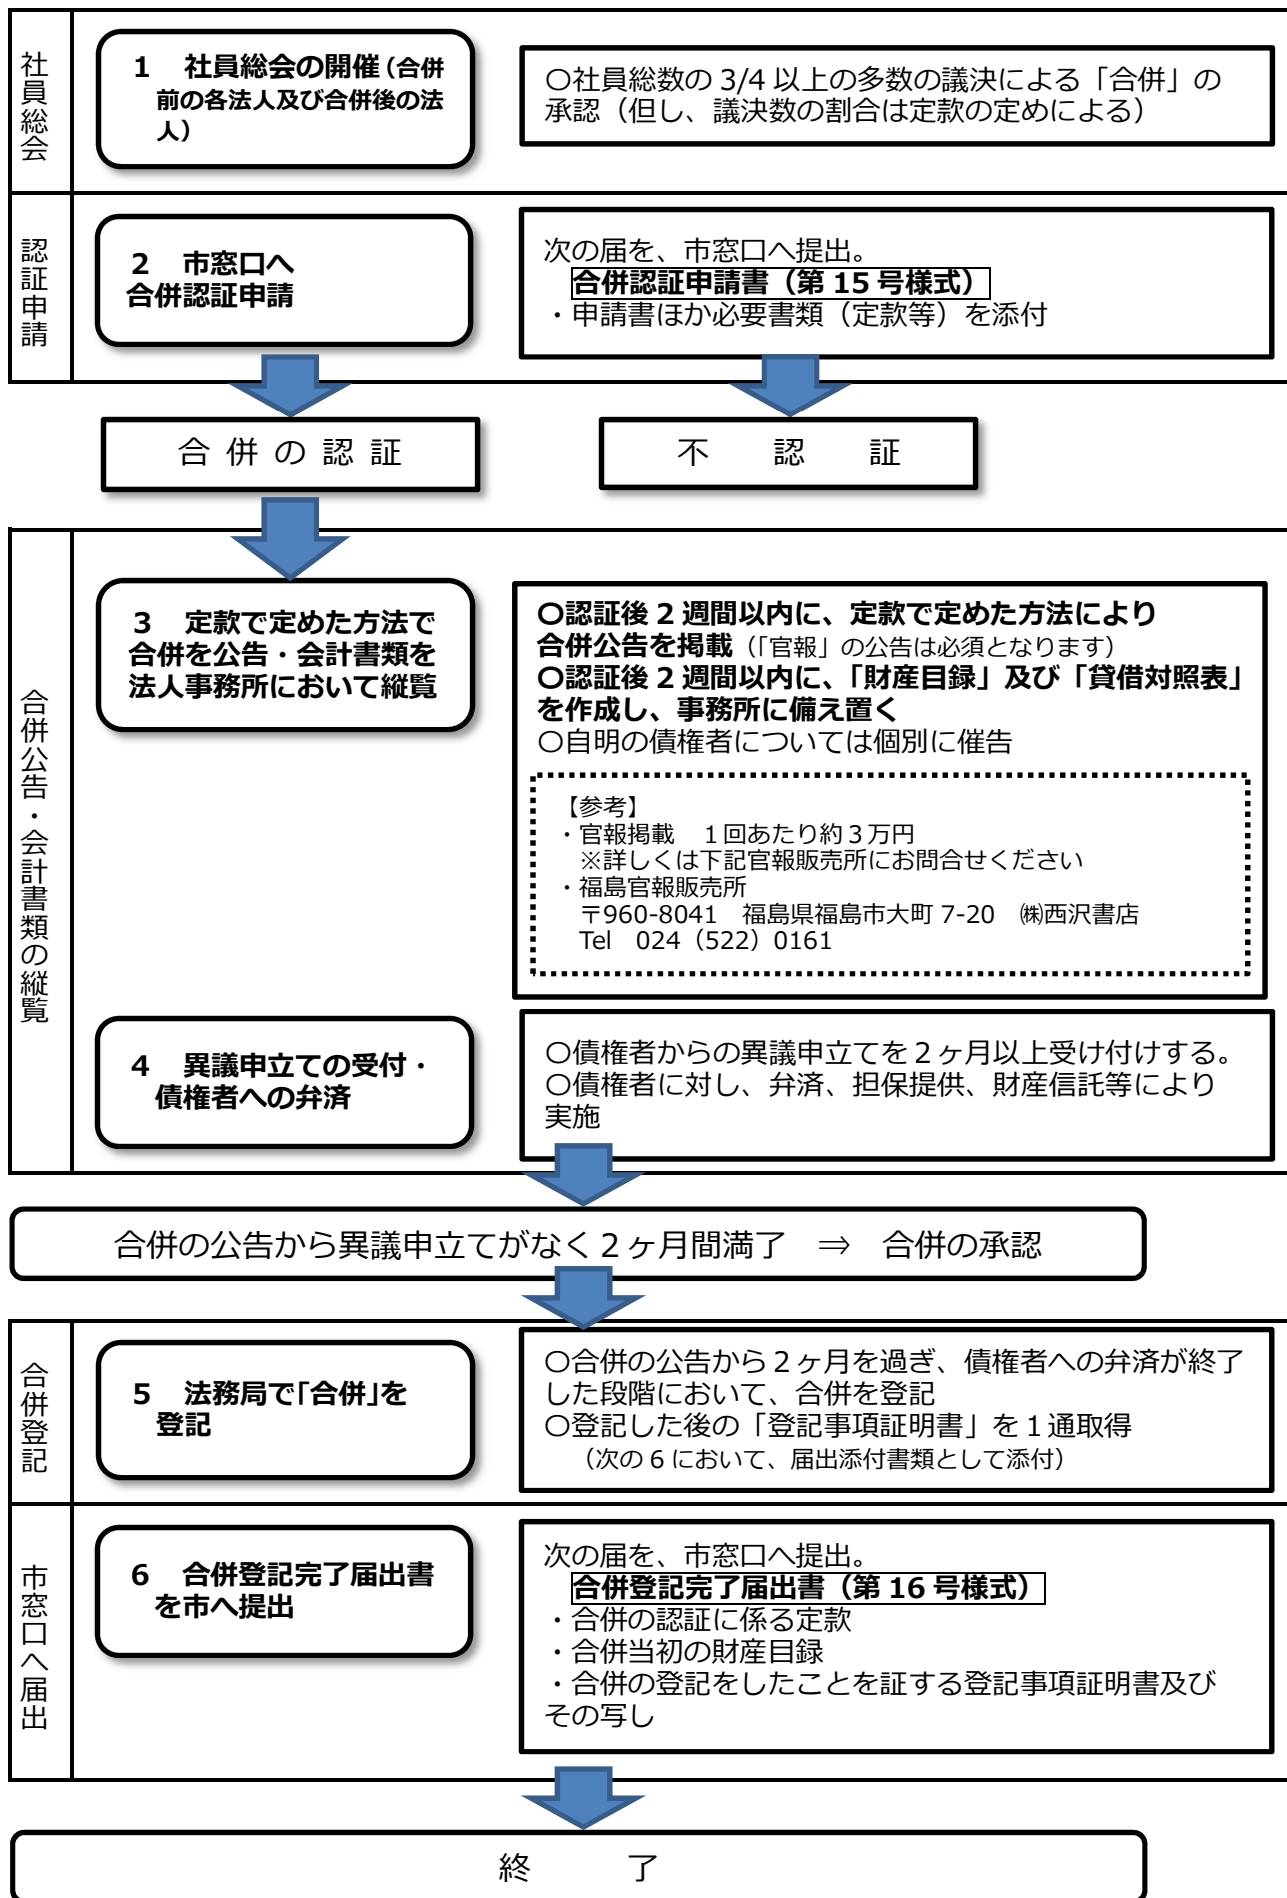 社員総会
1　社員総会の開催（合併
前の各法人及び合併後の法
人）
〇社員総数の 3/4 以上の多数の議決による「合併」の
承認（但し、議決数の割合は定款の定めによる）
認証申請
2　市窓口へ
合併認証申請
次の届を、市窓口へ提出。
合併認証申請書（第 15 号様式）
・申請書ほか必要書類（定款等）を添付
合 併 の 認 証
不　認　証
合併公告・会計書類の縦覧
3　定款で定めた方法で
合併を公告・会計書類を
法人事務所において縦覧
〇認証後 2 週間以内に、定款で定めた方法により
合併公告を掲載（「官報」の公告は必須となります）
〇認証後 2 週間以内に、「財産目録」及び「貸借対照表」
を作成し、事務所に備え置く
〇自明の債権者については個別に催告
【参考】
・官報掲載　１回あたり約３万円
※詳しくは下記官報販売所にお問合せください
・福島官報販売所
〒960-8041　福島県福島市大町 7-20　㈱西沢書店
Tel　024（522）0161
4　異議申立ての受付・
債権者への弁済
〇債権者からの異議申立てを２ヶ月以上受け付けする。
〇債権者に対し、弁済、担保提供、財産信託等により
実施
合併の公告から異議申立てがなく２ヶ月間満了　⇒　合併の承認
合併登記
5　法務局で「合併」を
登記
〇合併の公告から２ヶ月を過ぎ、債権者への弁済が終了
した段階において、合併を登記
〇登記した後の「登記事項証明書」を１通取得
（次の 6 において、届出添付書類として添付）
市窓口へ届出
6　合併登記完了届出書
を市へ提出
次の届を、市窓口へ提出。
合併登記完了届出書（第 16 号様式）
・合併の認証に係る定款
・合併当初の財産目録
・合併の登記をしたことを証する登記事項証明書及び
その写し
終　了